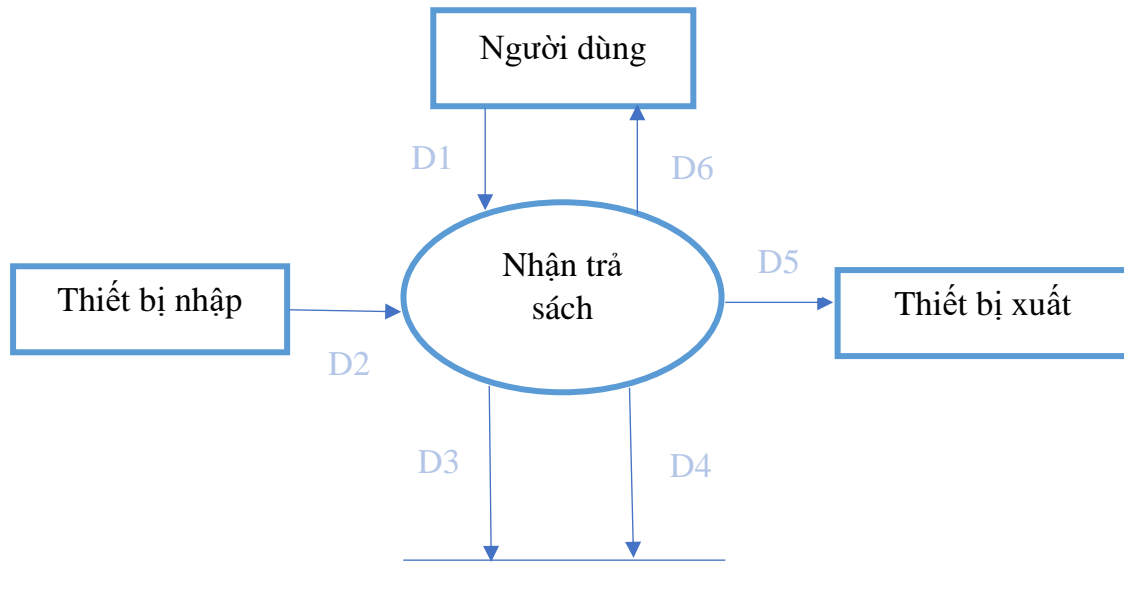 Người dùng
D1
D6
Nhận trả
sách
D5
Thiết bị nhập
Thiết bị xuất
D2
D3
D4